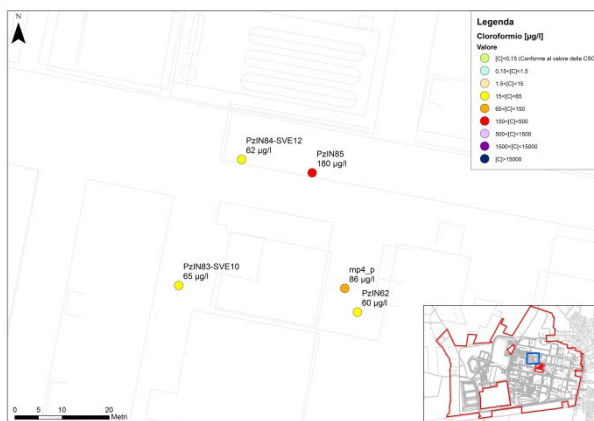 N
PzIN84-SVE12
62 µg/l
PzIN85
180 µg/l
PzIN83-SVE10
65 µg/l
mp4_p
86 µg/l
PzIN62
60 µg/l
Legenda
Cloroformio [µg/l]
Valore
[C]<0,15 (Conforme al valore della CSC)
0,15<[C]<1,5
1,5<[C]<15
15<[C]<65
65<[C]<150
150<[C]<500
500<[C]<1500
1500<[C]<15000
[C]>15000
0 5 10 20
Metri